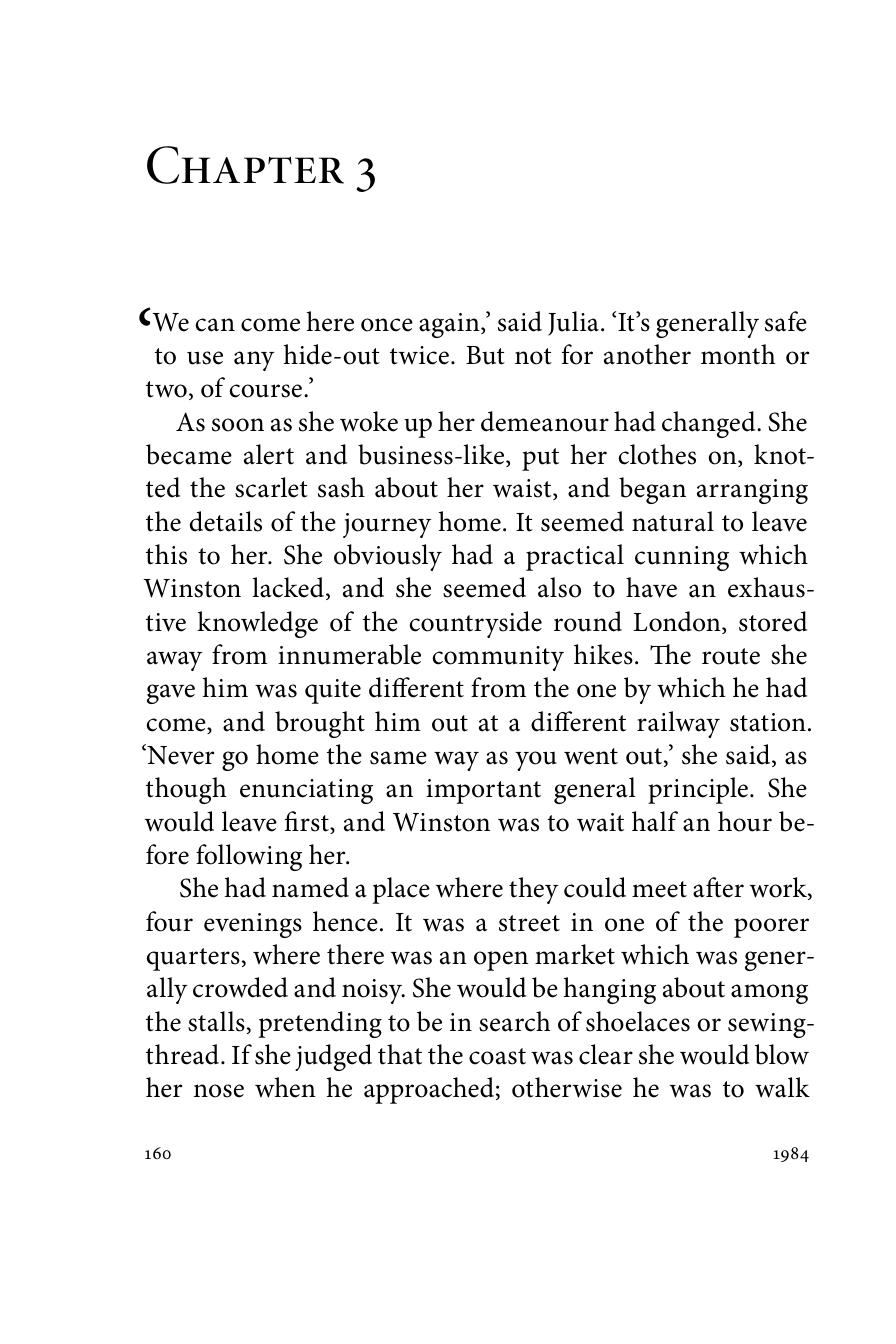 Chapter 3
‘We can come here once again,’ said Julia. ‘It’s generally safe
to use any hide-out twice. But not for another month or
two, of course.’
As soon as she woke up her demeanour had changed. She
became alert and business-like, put her clothes on, knot-
ted the scarlet sash about her waist, and began arranging
the details of the journey home. It seemed natural to leave
this to her. She obviously had a practical cunning which
Winston lacked, and she seemed also to have an exhaus-
tive knowledge of the countryside round London, stored
away from innumerable community hikes. The route she
gave him was quite different from the one by which he had
come, and brought him out at a different railway station.
‘Never go home the same way as you went out,’ she said, as
though enunciating an important general principle. She
would leave first, and Winston was to wait half an hour be-
fore following her.
She had named a place where they could meet after work,
four evenings hence. It was a street in one of the poorer
quarters, where there was an open market which was gener-
ally crowded and noisy. She would be hanging about among
the stalls, pretending to be in search of shoelaces or sewing-
thread. If she judged that the coast was clear she would blow
her nose when he approached; otherwise he was to walk
160 1984